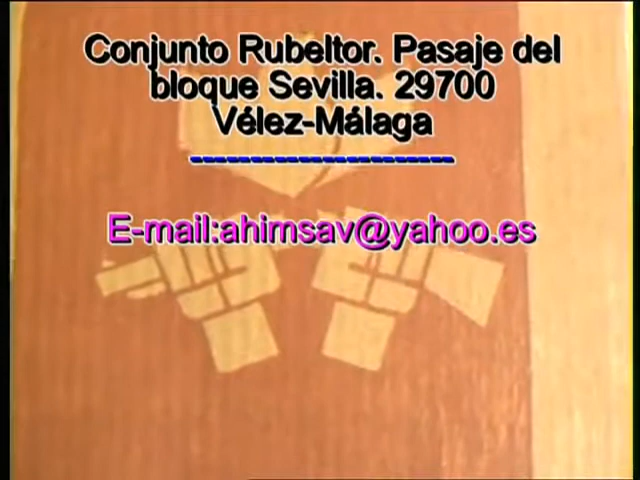 Conjunto Rubeltor. Pasaje del
bloque Sevilla. 29700
Vélez-Málaga
----------------------
E-mail:ahimsav@yahoo.es